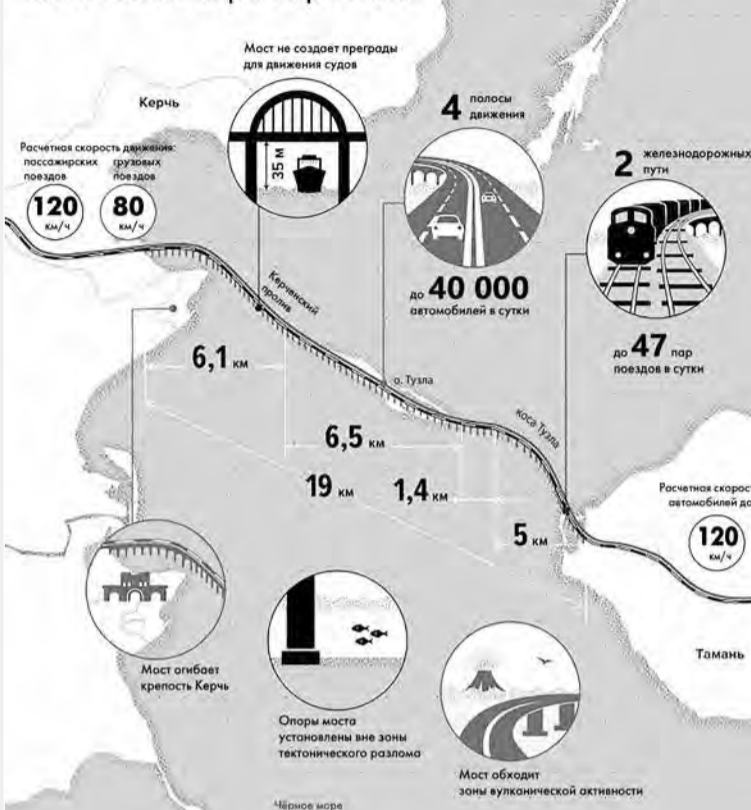 Мост не создает преграды
для движения судов
Керчь
Расчетная скорость движения:
пассажирских
поездов
грузовых
поездов
120
км/ч
80
км/ч
35 м
4 полосы
движения
до 40 000
автомобилей в сутки
2 железнодорожных
пути
до 47 пар
поездов в сутки
Керченский
пролив
о. Тузла
коса Тузла
6,1 км
6,5 км
19 км
1,4 км
5 км
Расчетная скорос
автомобилей до
120
км/ч
Тамань
Мост огибает
крепость Керчь
Опоры моста
установлены вне зоны
тектонического разлома
Мост обходит
зоны вулканической активности
Чёрное море